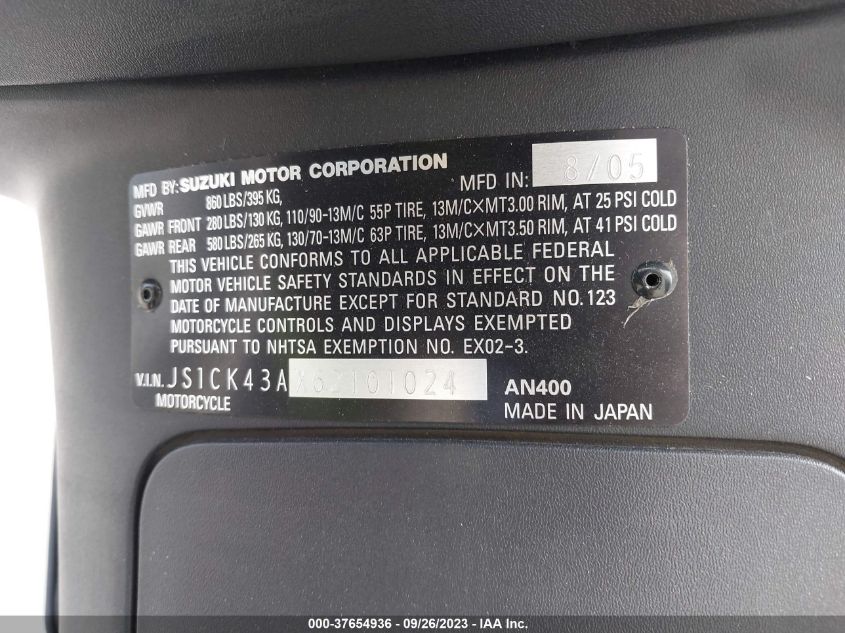 MFD BY: SUZUKI MOTOR CORPORATION MFD IN: 8/05
GVWR 860 LBS/395 KG,
GAWR FRONT 280 LBS/130 KG, 110/90-13M/C 55P TIRE, 13M/C×MT3.00 RIM, AT 25 PSI COLD
GAWR REAR 580 LBS/265 KG, 130/70-13M/C 63P TIRE, 13M/C×MT3.50 RIM, AT 41 PSI COLD
THIS VEHICLE CONFORMS TO ALL APPLICABLE FEDERAL
MOTOR VEHICLE SAFETY STANDARDS IN EFFECT ON THE
DATE OF MANUFACTURE EXCEPT FOR STANDARD NO. 123
MOTORCYCLE CONTROLS AND DISPLAYS EXEMPTED
PURSUANT TO NHTSA EXEMPTION NO. EX02-3.
V.I.N. JS1CK43AX62101024 AN400
MOTORCYCLE MADE IN JAPAN
000-37654936 - 09/26/2023 - © IAA Inc.